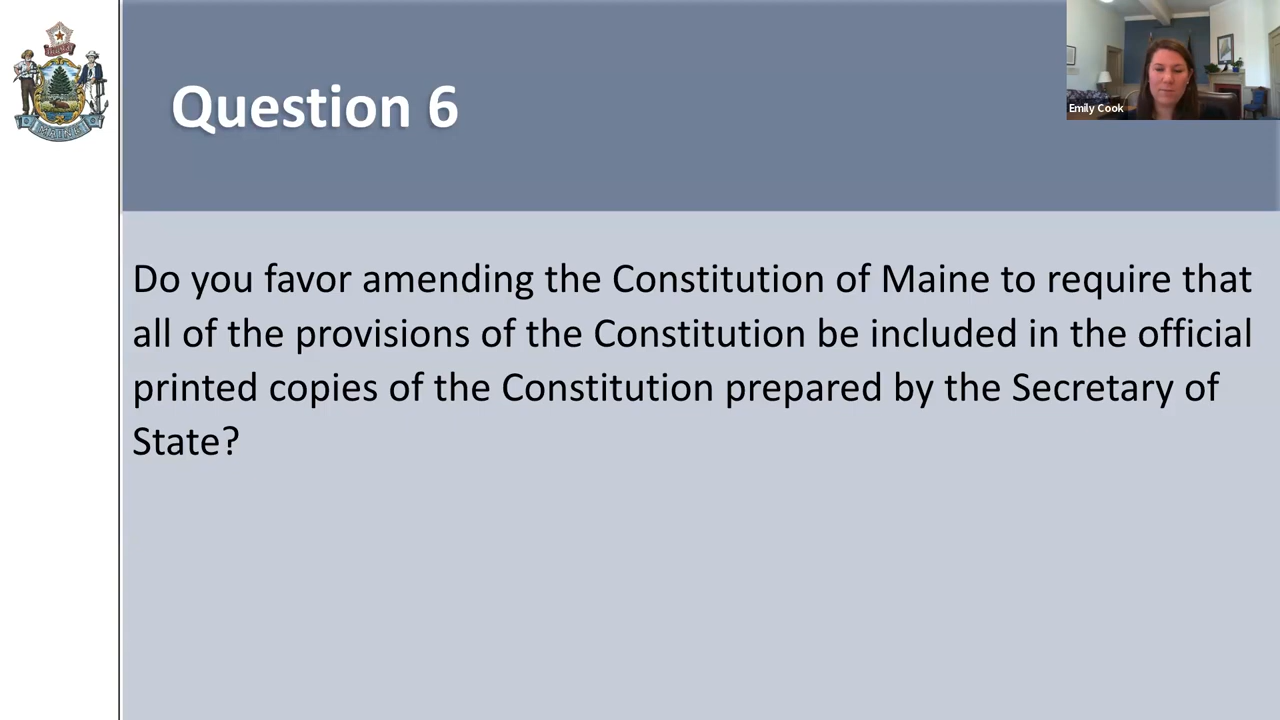 Question 6
Emily Cook
MAINE
Do you favor amending the Constitution of Maine to require that
all of the provisions of the Constitution be included in the official
printed copies of the Constitution prepared by the Secretary of
State?